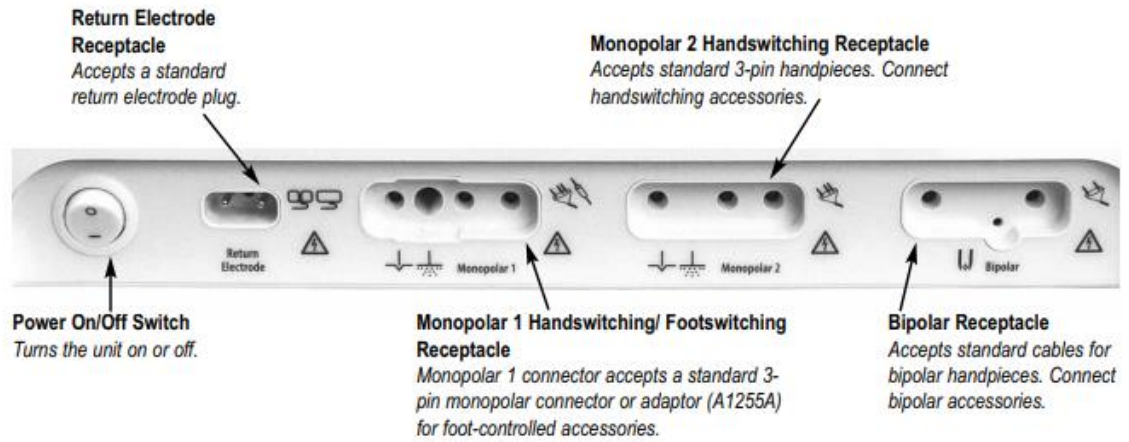 Return Electrode
Receptacle
Accepts a standard
return electrode plug.
Monopolar 2 Handswitching Receptacle
Accepts standard 3-pin handpieces. Connect
handswitching accessories.
Return
Electrode
Monopolar 1
Monopolar 2
Bipolar
Power On/Off Switch
Turns the unit on or off.
Monopolar 1 Handswitching/ Footswitching
Receptacle
Monopolar 1 connector accepts a standard 3-
pin monopolar connector or adaptor (A1255A)
for foot-controlled accessories.
Bipolar Receptacle
Accepts standard cables for
bipolar handpieces. Connect
bipolar accessories.